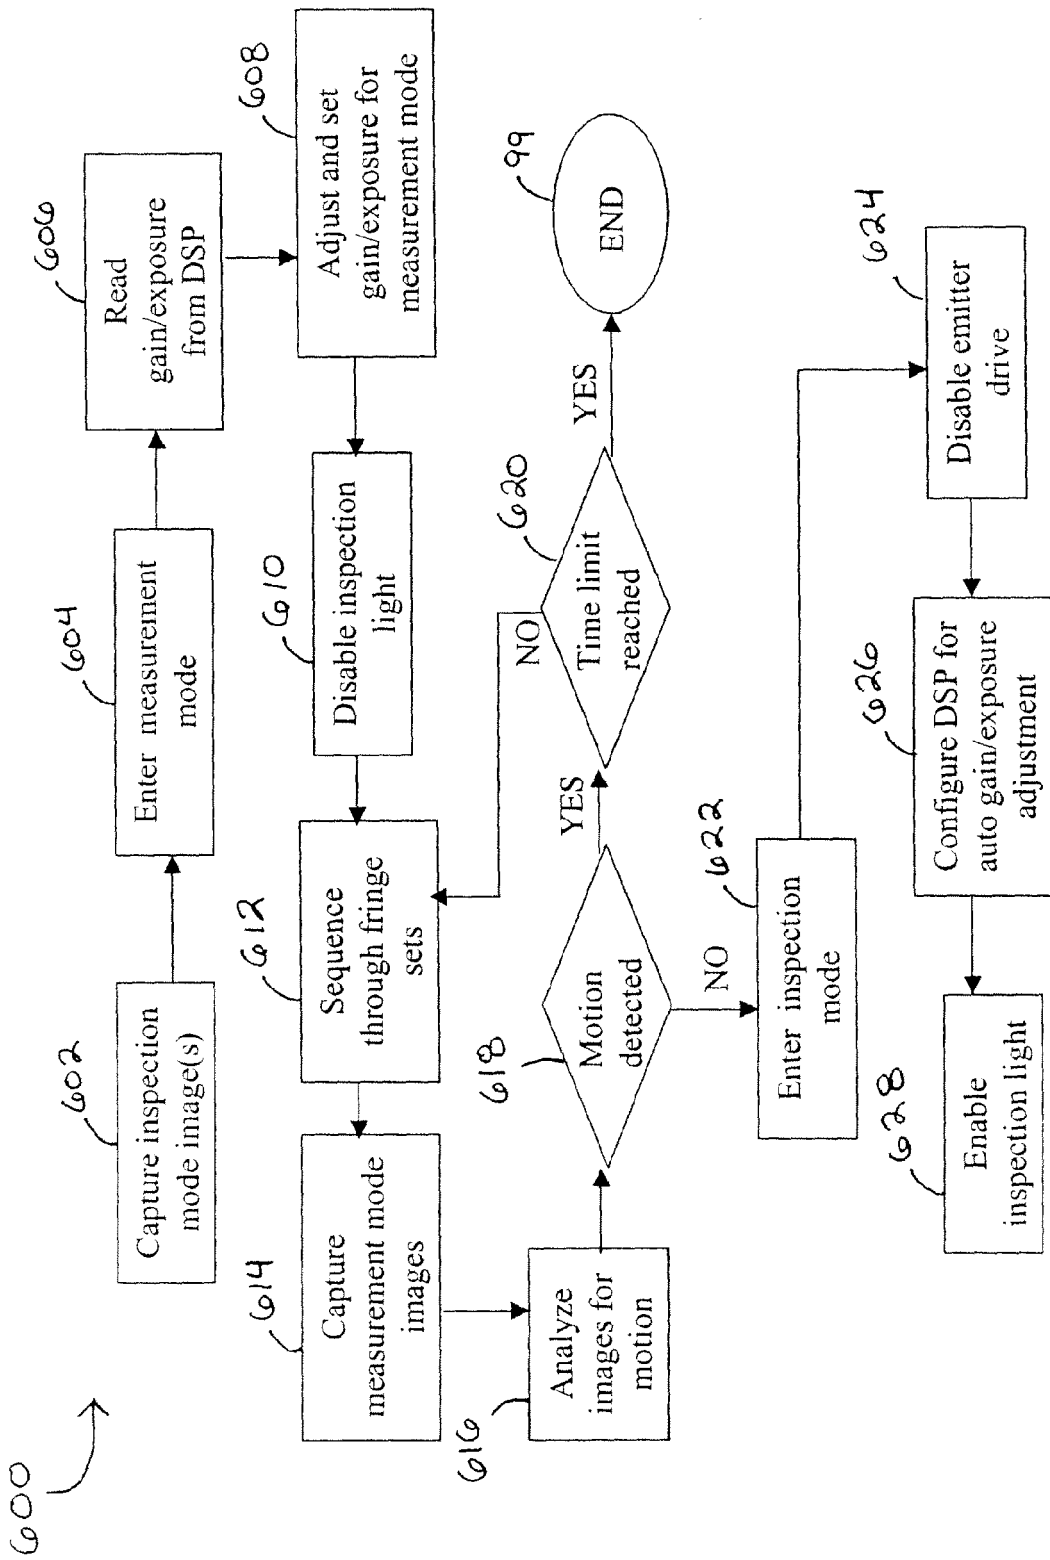 600
602
Capture inspection
mode image(s)
604
Enter measurement
mode
606
Read
gain/exposure
from DSP
608
Adjust and set
gain/exposure for
measurement mode
610
Disable inspection
light
612
Sequence
through fringe
sets
614
Capture
measurement mode
images
616
Analyze
images for
motion
618
Motion
detected
YES
NO
620
Time limit
reached
NO
YES
99
END
622
Enter inspection
mode
624
Disable emitter
drive
626
Configure DSP for
auto gain/exposure
adjustment
628
Enable
inspection light